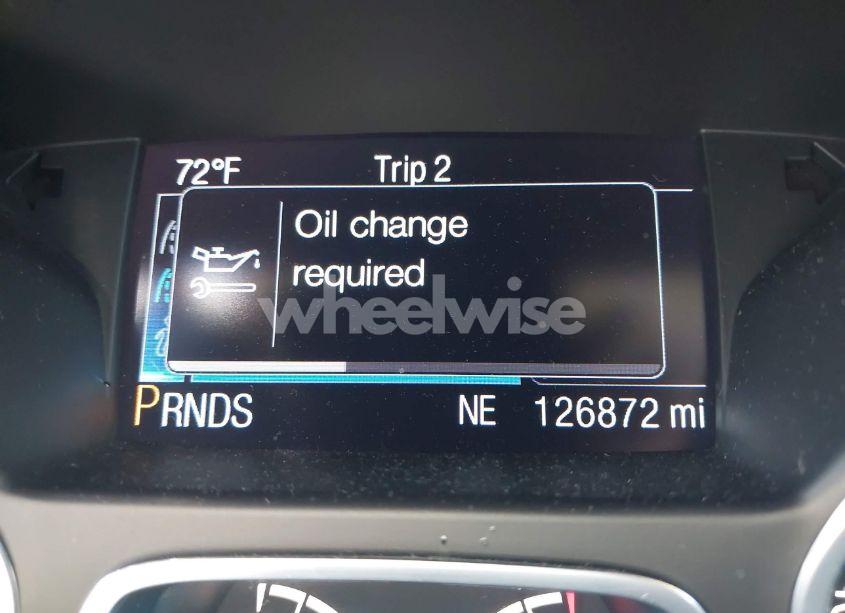 72°F Trip 2
Oil change
required
wheelwise
PRNDS NE 126872 mi